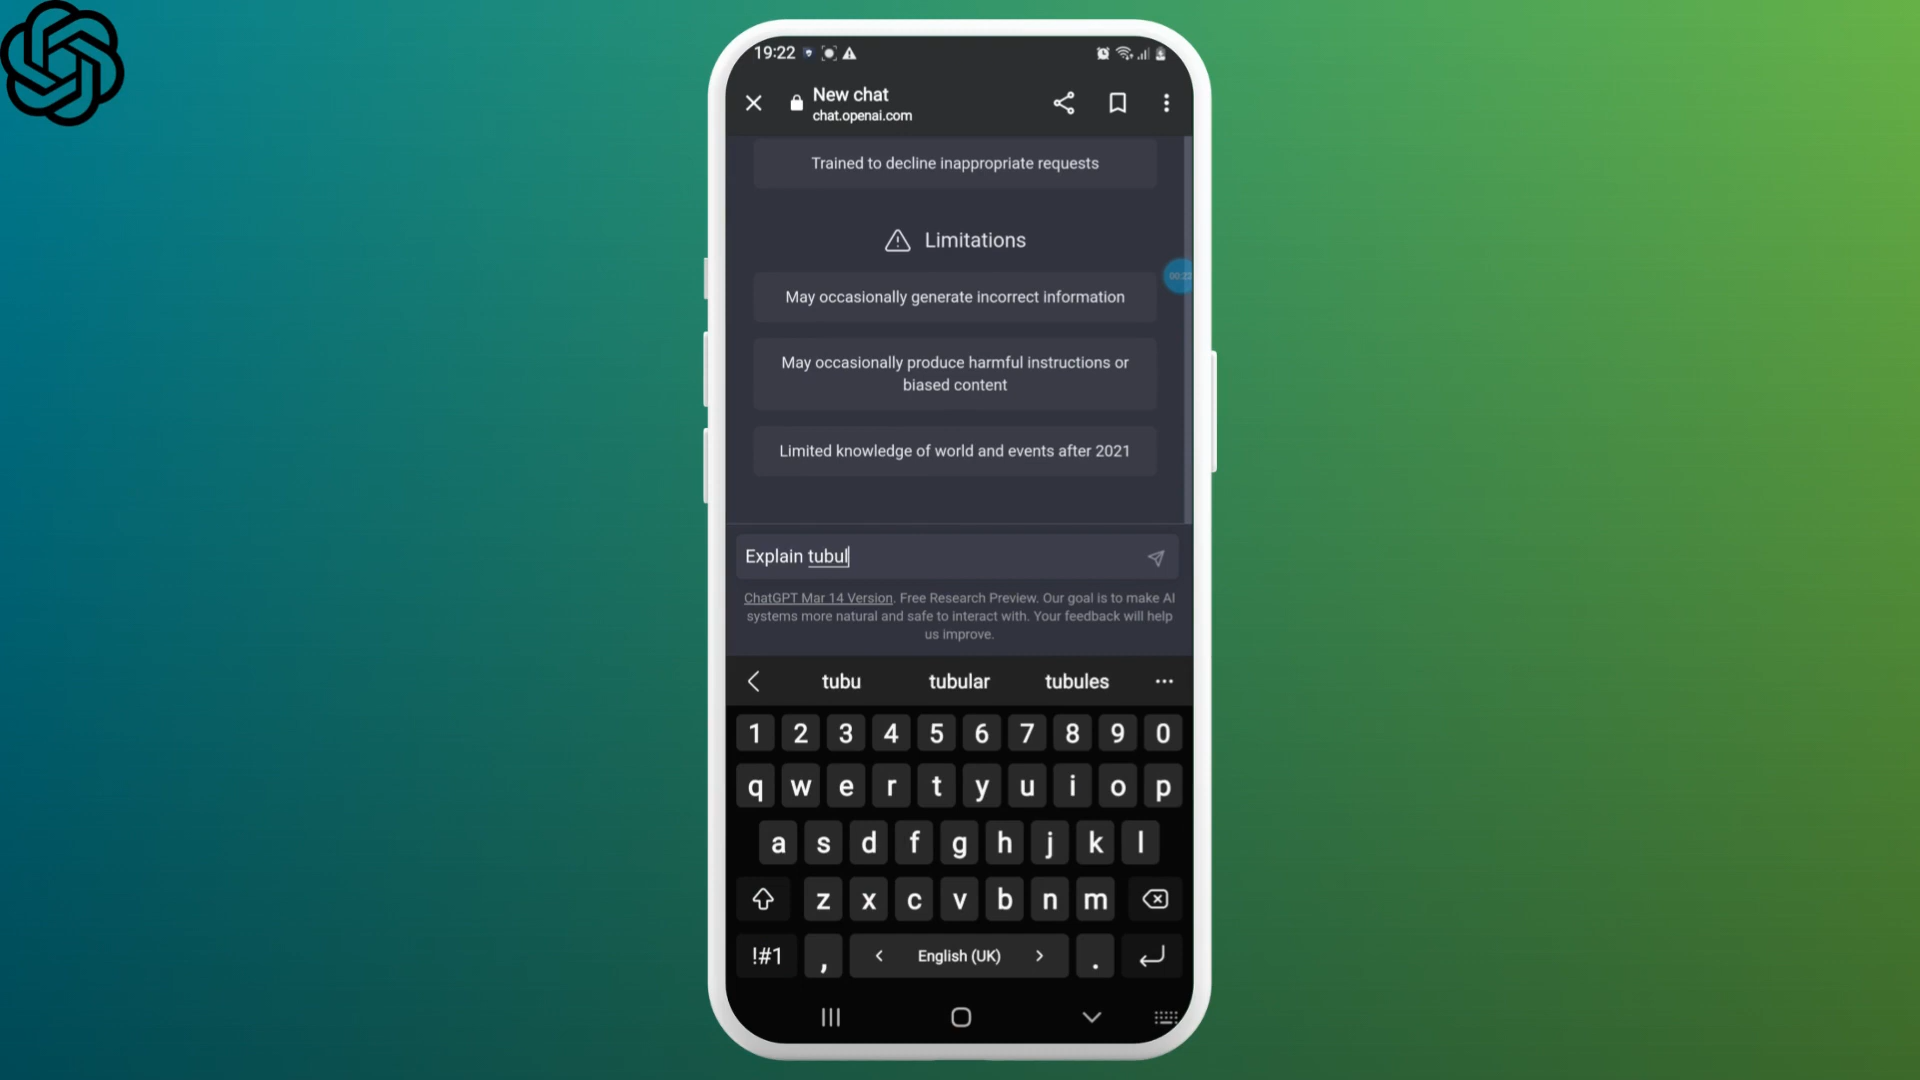 19:22
New chat
chat.openai.com
Trained to decline inappropriate requests
Limitations
00:22
May occasionally generate incorrect information
May occasionally produce harmful instructions or
biased content
Limited knowledge of world and events after 2021
Explain tubul
ChatGPT Mar 14 Version. Free Research Preview. Our goal is to make AI
systems more natural and safe to interact with. Your feedback will help
us improve.
tubu tubular tubules ...
1 2 3 4 5 6 7 8 9 0
q w e r t y u i o p
a s d f g h j k l
z x c v b n m
!#1 , < English (UK) > .